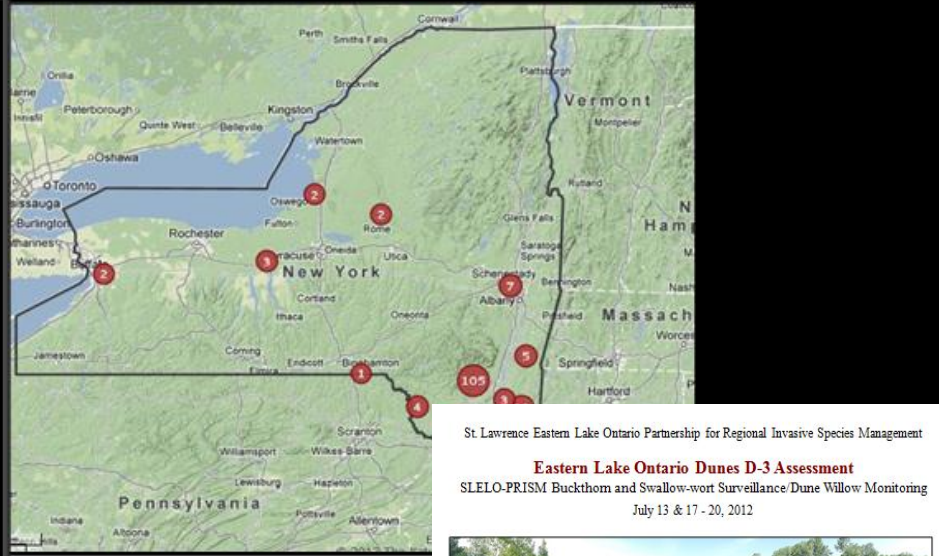 Cornwall
Perth
Smiths Falls
Orillia
Brockville
Plattsburgh
Vermont
Innisfil
Peterborough
Kingston
Montpelier
Quinte West
Belleville
Watertown
Oshawa
Toronto
Rutland
2
Oswego
2
Burlington
Fulton
Rome
Glens Falls
Rochester
Oneida
Utica
Saratoga
Springs
Welland
3
New York
2
Schenectady
7
Bennington
Cortland
Albany
Ithaca
Oneonta
Massach
Jamestown
Corning
Endicott
Binghamton
5
Springfield
Elmira
1
105
Hartford
4
3
Scranton
Williamsport
Wilkes-Barre
Lewisburg
Hazleton
Pennsylvania
Pottsville
Indiana
Altoona
Allentown
St. Lawrence Eastern Lake Ontario Partnership for Regional Invasive Species Management
Eastern Lake Ontario Dunes D-3 Assessment
SLELO-PRISM Buckthorn and Swallow-wort Surveillance/Dune Willow Monitoring
July 13 & 17 - 20, 2012